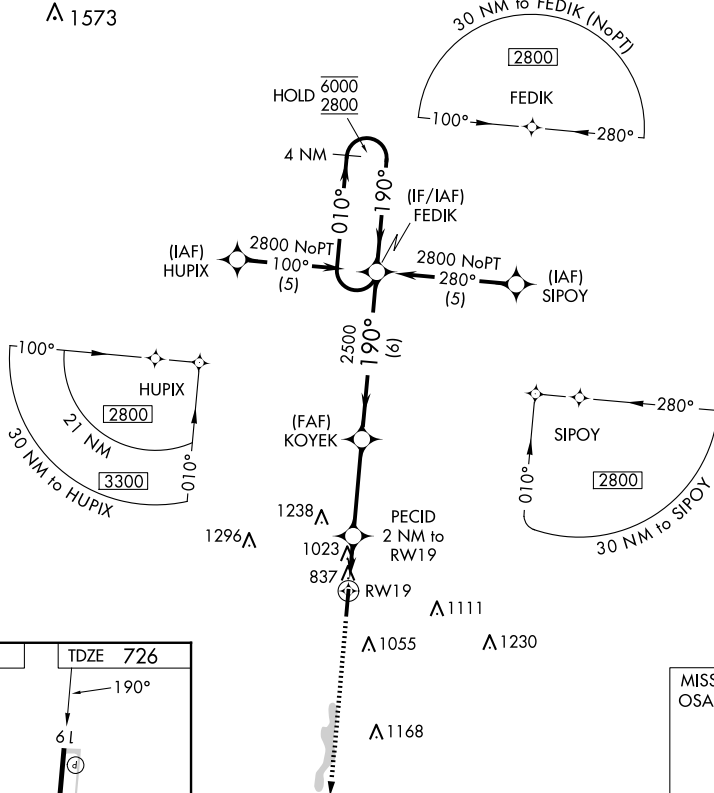 1573
30 NM to FEDIK (NoPT)
2800
FEDIK
100°
280°
HOLD 6000
2800
4 NM
010°
190°
(IF/IAF)
FEDIK
(IAF)
HUPIX
2800 NoPT
100°
(5)
2800 NoPT
280°
(5)
(IAF)
SIPOY
2500
190°
(6)
100°
HUPIX
2800
21 NM
3300
30 NM to HUPIX
010°
(FAF)
KOYEK
SIPOY
280°
2800
010°
30 NM to SIPOY
1238
1296
PECID
2 NM to
RW19
1023
837
RW19
1111
1055
1230
1168
TDZE 726
190°
19
P
MISS
OSA